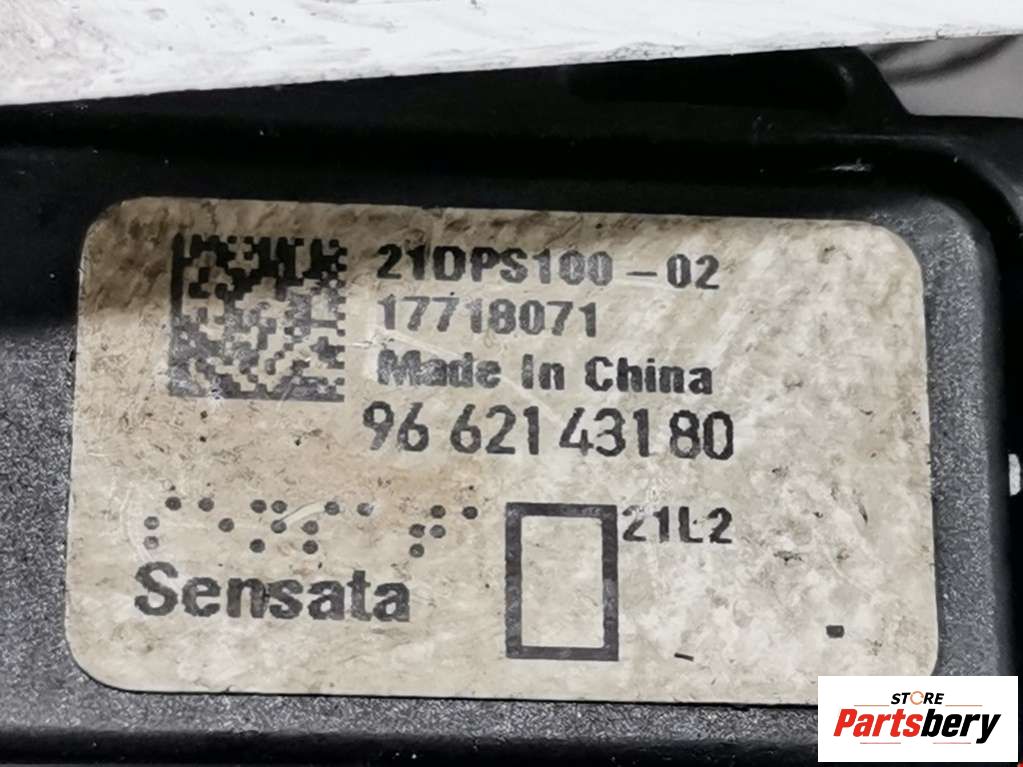 21DPS100-02
17718071
Made In China
96 621 431 80
Sensata
21L2
STORE
Partsbery